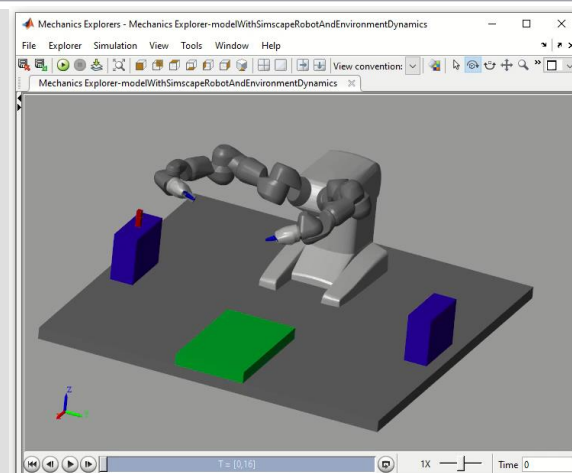 Mechanics Explorers - Mechanics Explorer-modelWithSimscapeRobotAndEnvironmentDynamics
File Explorer Simulation View Tools Window Help
View convention:
Mechanics Explorer-modelWithSimscapeRobotAndEnvironmentDynamics
z
T = [0,16]
1X
Time 0